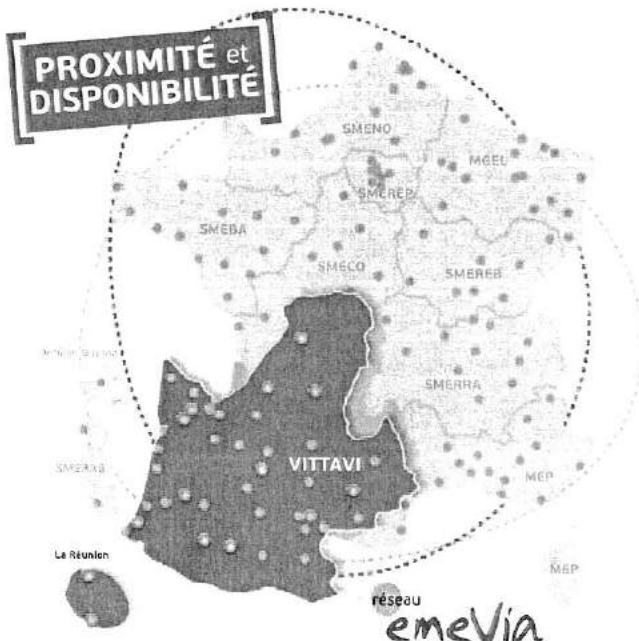 PROXIMITÉ et
DISPONIBILITÉ
SMENO
MGEL
SMEREP
SMEBA
SMECO
SMEREB
SMERRA
VITTAVI
MEP
La Réunion
MEP
réseau
emeVia